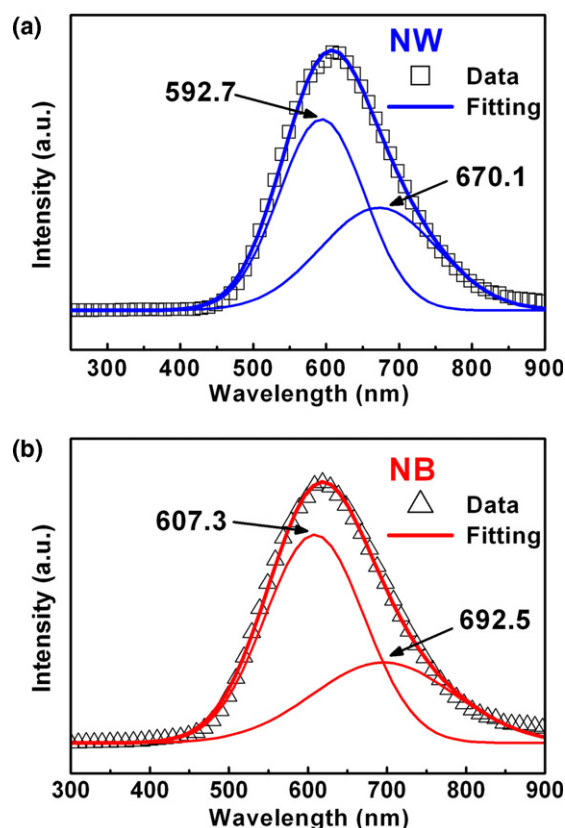 (a)
NW
Data
Fitting
592.7
670.1
Intensity (a.u.)
300 400 500 600 700 800 900
Wavelength (nm)
(b)
NB
Data
Fitting
607.3
692.5
Intensity (a.u.)
300 400 500 600 700 800 900
Wavelength (nm)